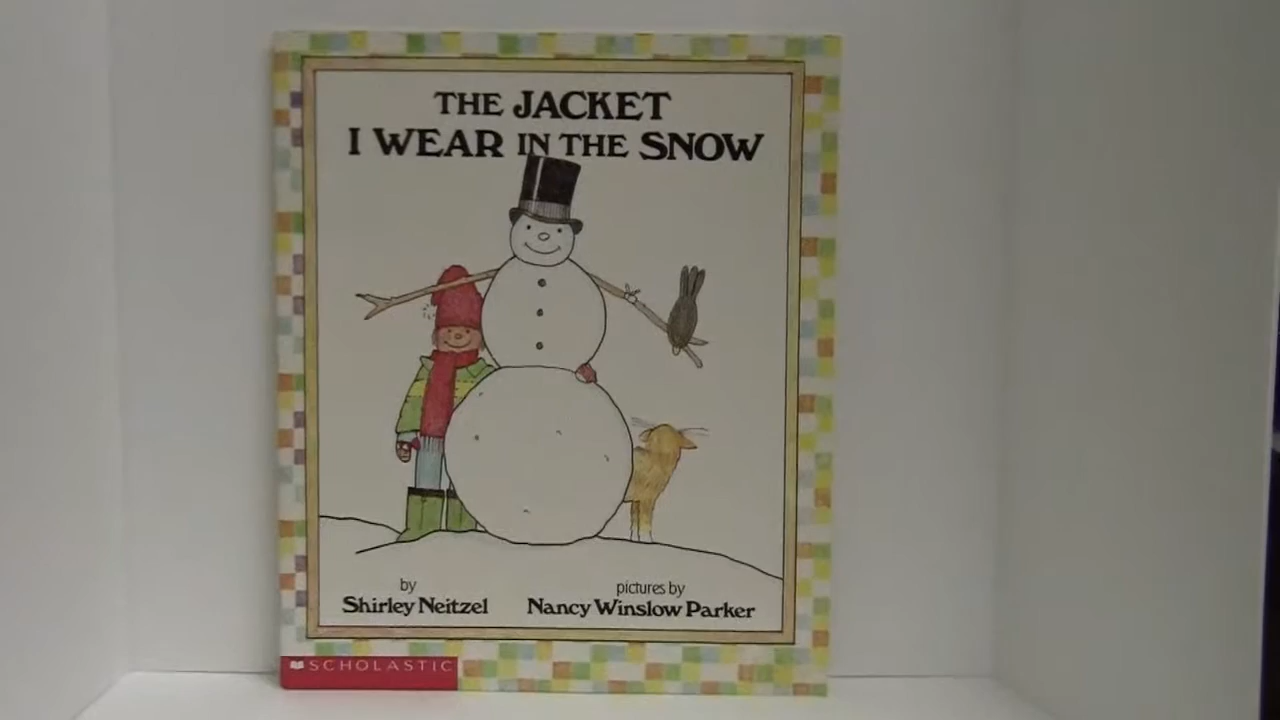 THE JACKET
I WEAR IN THE SNOW
by
Shirley Neitzel
pictures by
Nancy Winslow Parker
SCHOLASTIC